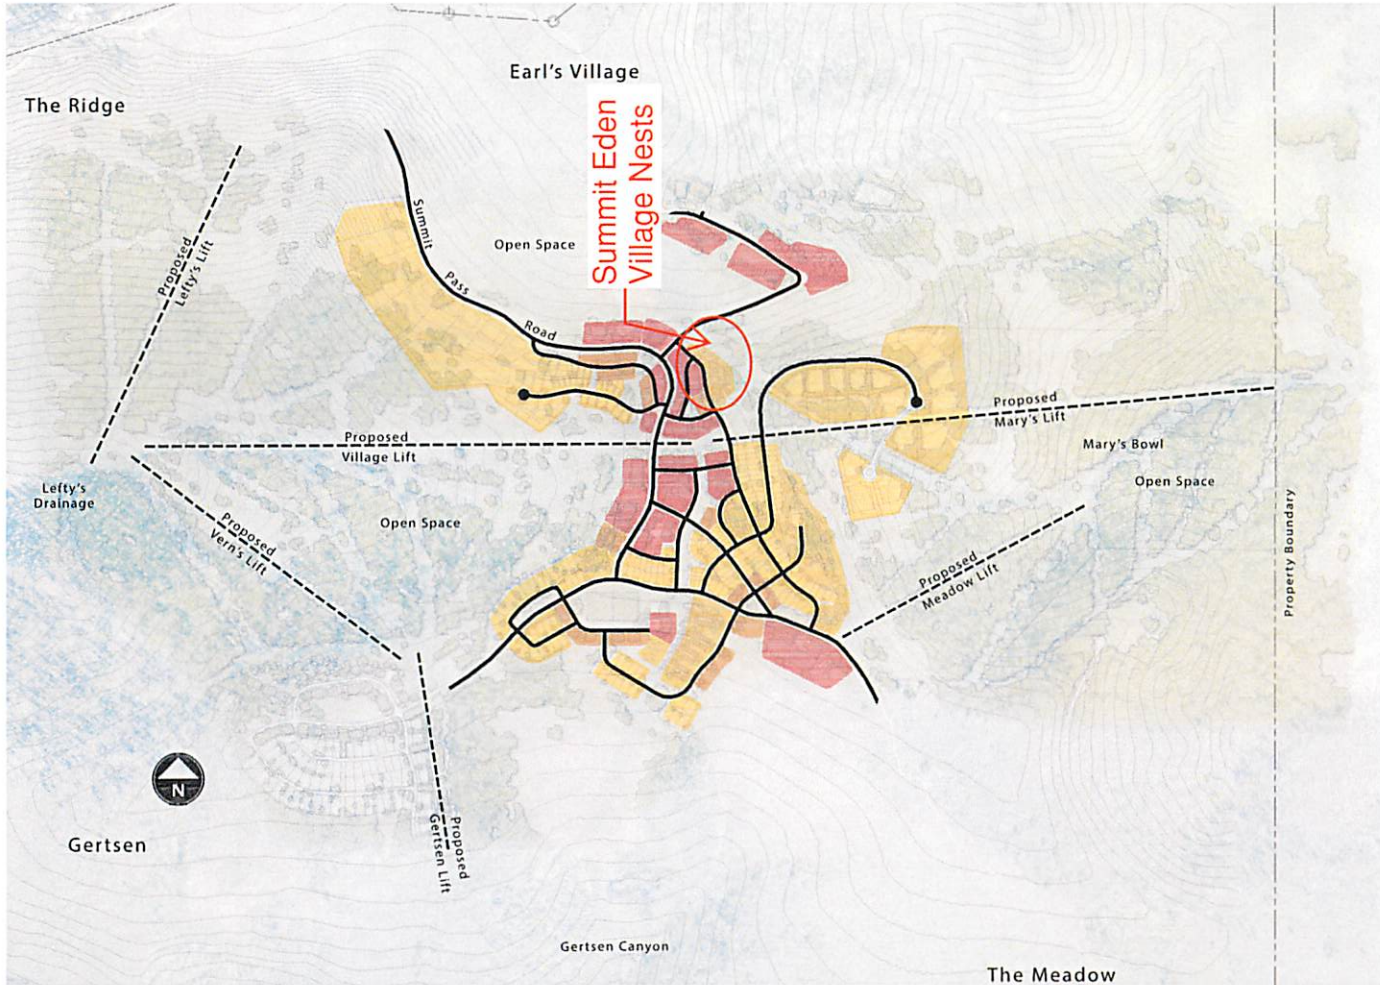 Earl's Village
The Ridge
Summit Eden
Village Nests
Summit
Pass
Road
Open Space
Proposed
Lefty's Lift
Proposed
Mary's Lift
Proposed
Village Lift
Mary's Bowl
Open Space
Lefty's
Drainage
Open Space
Proposed
Vern's Lift
Property Boundary
Proposed
Meadow Lift
N
Proposed
Gertsen Lift
Gertsen
Gertsen Canyon
The Meadow